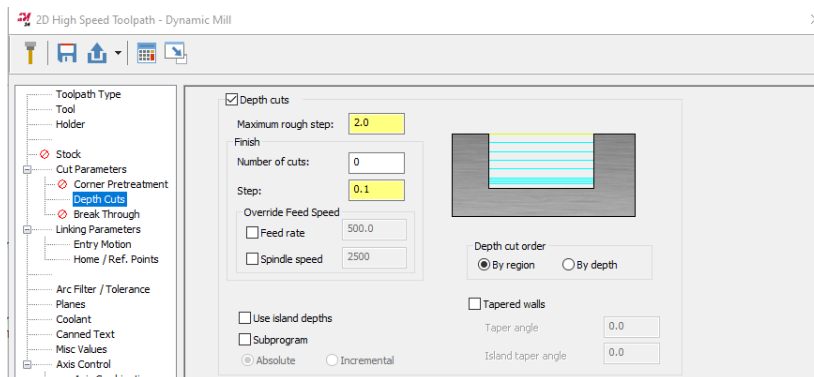 2D High Speed Toolpath - Dynamic Mill
Toolpath Type
Tool
Holder
Stock
Cut Parameters
Corner Pretreatment
Depth Cuts
Break Through
Linking Parameters
Entry Motion
Home / Ref. Points
Arc Filter / Tolerance
Planes
Coolant
Canned Text
Misc Values
Axis Control
Depth cuts
Maximum rough step: 2.0
Finish
Number of cuts: 0
Step: 0.1
Override Feed Speed
Feed rate 500.0
Spindle speed 2500
Depth cut order
By region By depth
Use island depths
Subprogram
Absolute Incremental
Tapered walls
Taper angle 0.0
Island taper angle 0.0